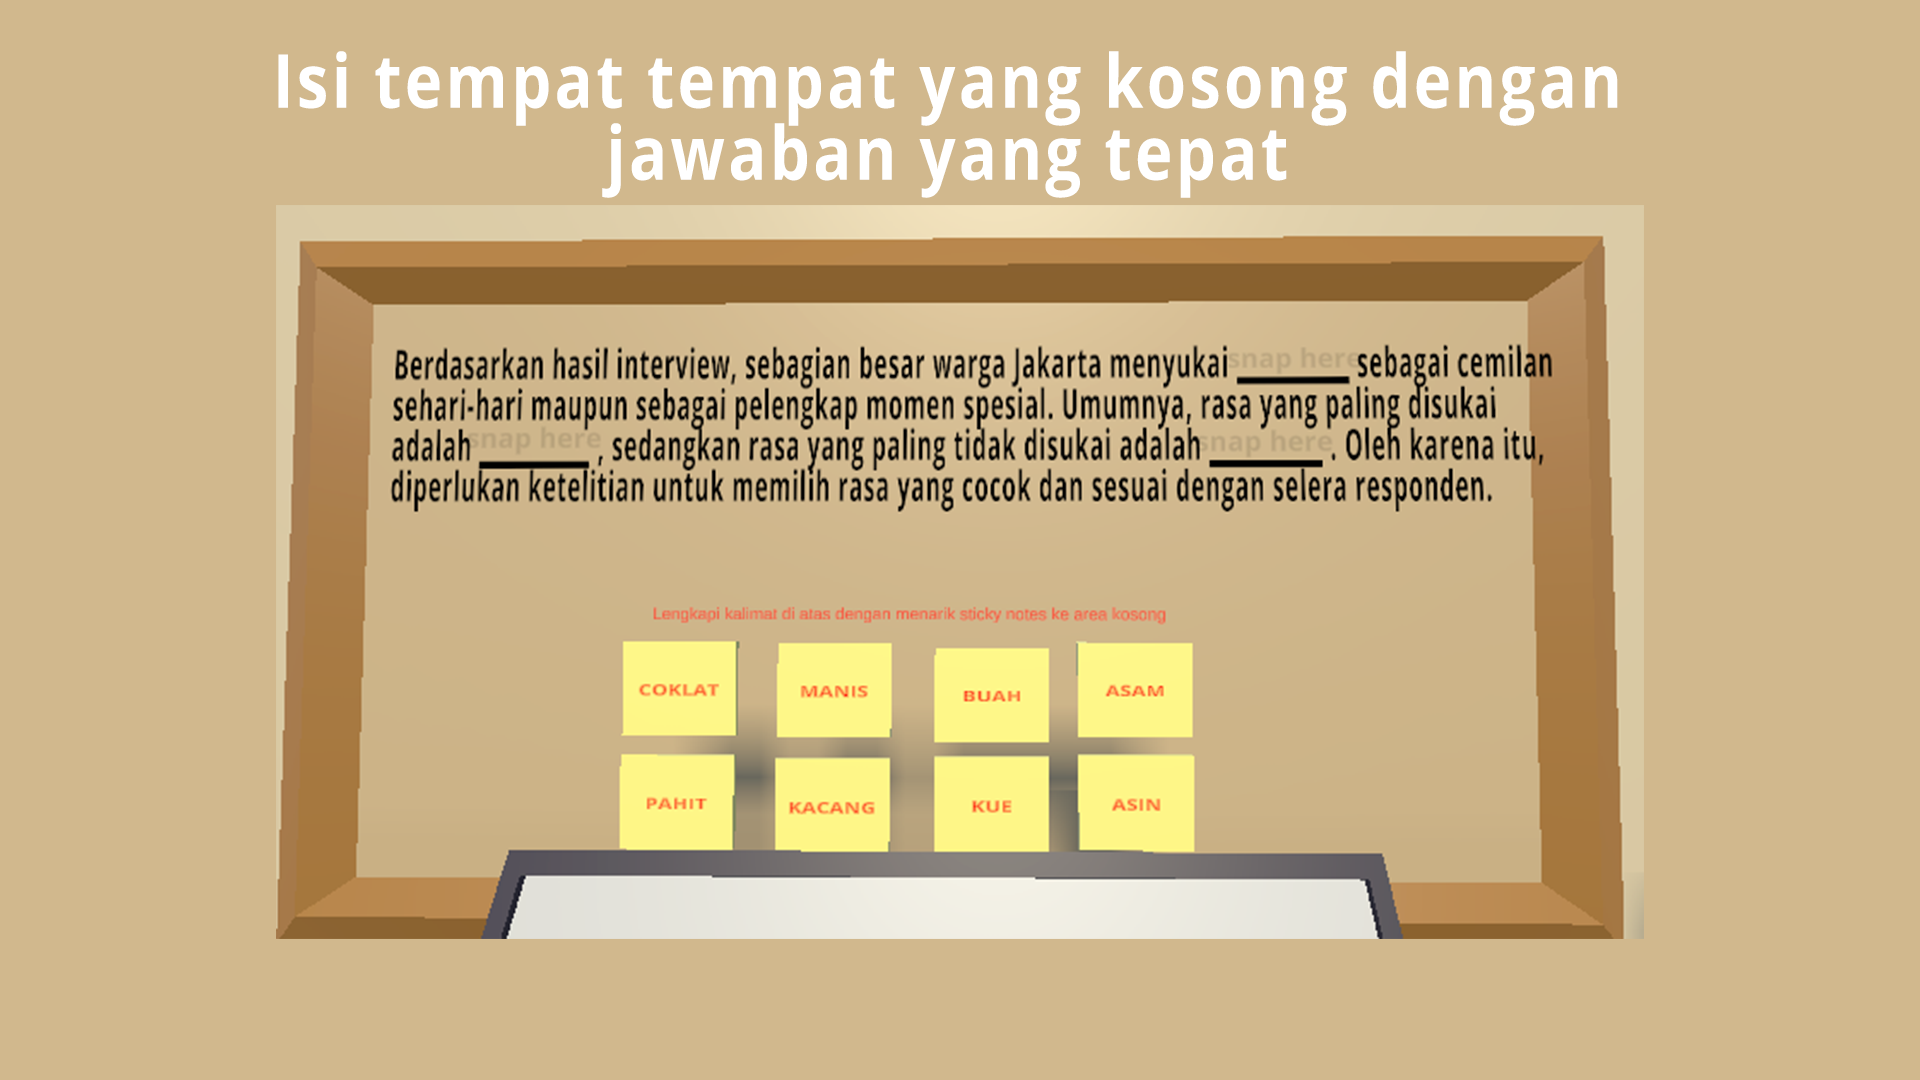 Isi tempat tempat yang kosong dengan
jawaban yang tepat
Berdasarkan hasil interview, sebagian besar warga Jakarta menyukai snap here ________ sebagai cemilan
sehari-hari maupun sebagai pelengkap momen spesial. Umumnya, rasa yang paling disukai
adalah snap here ________ , sedangkan rasa yang paling tidak disukai adalah snap here ________ . Oleh karena itu,
diperlukan ketelitian untuk memilih rasa yang cocok dan sesuai dengan selera responden.
Lengkapi kalimat di atas dengan menarik sticky notes ke area kosong
COKLAT MANIS BUAH ASAM
PAHIT KACANG KUE ASIN